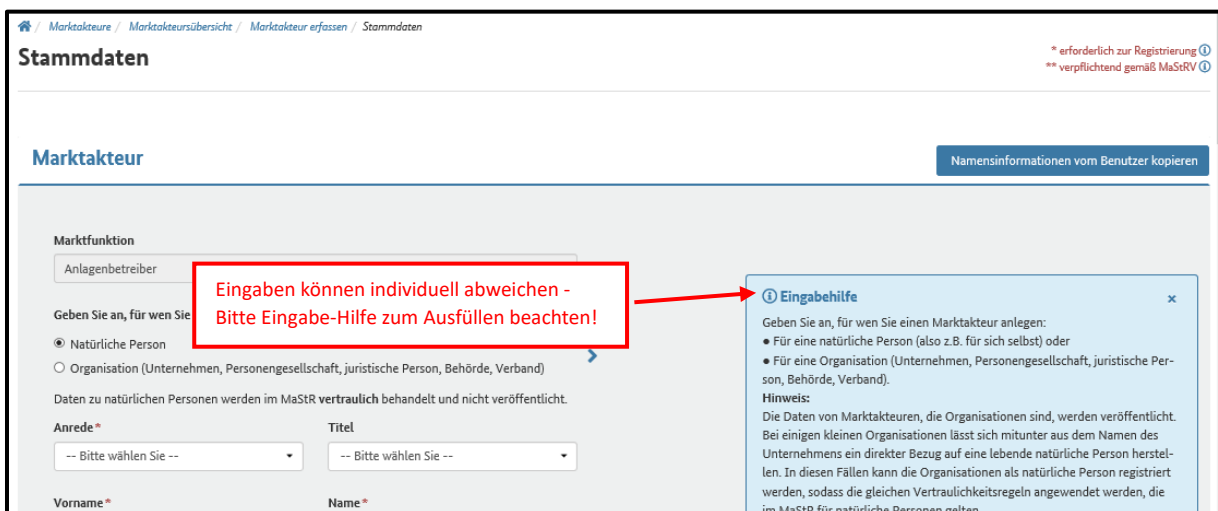 / Marktakteure / Marktakteursübersicht / Marktakteur erfassen / Stammdaten
Stammdaten
* erforderlich zur Registrierung
** verpflichtend gemäß MaStRV
Marktakteur
Namensinformationen vom Benutzer kopieren
Marktfunktion
Anlagenbetreiber
Eingaben können individuell abweichen -
Bitte Eingabe-Hilfe zum Ausfüllen beachten!
Geben Sie an, für wen Sie
Natürliche Person
Organisation (Unternehmen, Personengesellschaft, juristische Person, Behörde, Verband)
Daten zu natürlichen Personen werden im MaStR vertraulich behandelt und nicht veröffentlicht.
Anrede*
Titel
-- Bitte wählen Sie --
-- Bitte wählen Sie --
Vorname*
Name*
Eingabehilfe
x
Geben Sie an, für wen Sie einen Marktakteur anlegen:
● Für eine natürliche Person (also z.B. für sich selbst) oder
● Für eine Organisation (Unternehmen, Personengesellschaft, juristische Per-
son, Behörde, Verband).
Hinweis:
Die Daten von Marktakteuren, die Organisationen sind, werden veröffentlicht.
Bei einigen kleinen Organisationen lässt sich mitunter aus dem Namen des
Unternehmens ein direkter Bezug auf eine lebende natürliche Person herstel-
len. In diesen Fällen kann die Organisationen als natürliche Person registriert
werden, sodass die gleichen Vertraulichkeitsregeln angewendet werden, die
im MaStR für natürliche Personen gelten